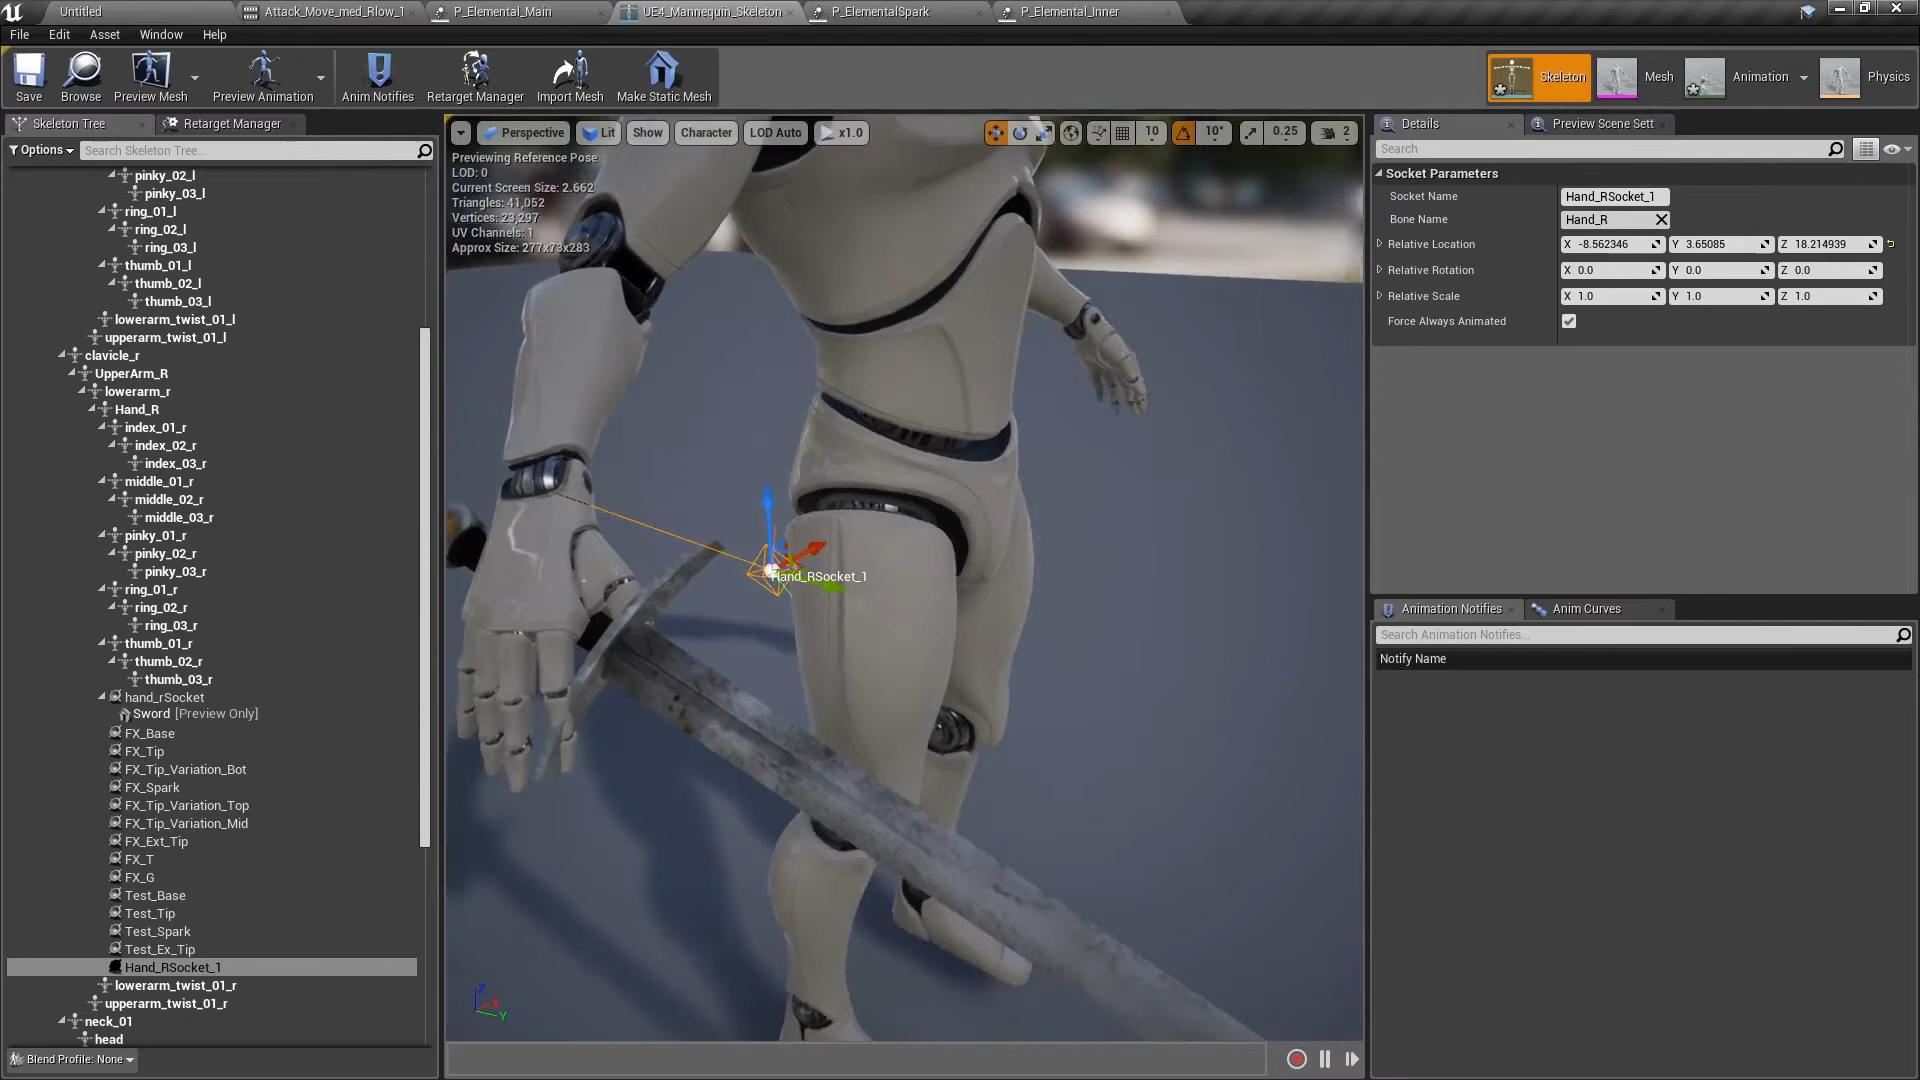 Untitled
Attack_Move_med_Rlow_1
P_Elemental_Main
UE4_Mannequin_Skeleton
P_ElementalSpark
P_Elemental_Inner
File Edit Asset Window Help
Save Browse Preview Mesh Preview Animation Anim Notifies Retarget Manager Import Mesh Make Static Mesh
Skeleton Mesh Animation Physics
Skeleton Tree Retarget Manager
Options Search Skeleton Tree...
pinky_02_l
pinky_03_l
ring_01_l
ring_02_l
ring_03_l
thumb_01_l
thumb_02_l
thumb_03_l
lowerarm_twist_01_l
upperarm_twist_01_l
clavicle_r
UpperArm_R
lowerarm_r
Hand_R
index_01_r
index_02_r
index_03_r
middle_01_r
middle_02_r
middle_03_r
pinky_01_r
pinky_02_r
pinky_03_r
ring_01_r
ring_02_r
ring_03_r
thumb_01_r
thumb_02_r
thumb_03_r
hand_rSocket
Sword [Preview Only]
FX_Base
FX_Tip
FX_Tip_Variation_Bot
FX_Spark
FX_Tip_Variation_Top
FX_Tip_Variation_Mid
FX_Ext_Tip
FX_T
FX_G
Test_Base
Test_Tip
Test_Spark
Test_Ex_Tip
Hand_RSocket_1
lowerarm_twist_01_r
upperarm_twist_01_r
neck_01
head
Blend Profile: None
Perspective Lit Show Character LOD Auto x1.0 10 10° 0.25 2
Previewing Reference Pose
LOD: 0
Current Screen Size: 2.662
Triangles: 41,052
Vertices: 23,297
UV Channels: 1
Approx Size: 277x73x283
Hand_RSocket_1
Z
X
Y
Details Preview Scene Sett
Search
Socket Parameters
Socket Name Hand_RSocket_1
Bone Name Hand_R
Relative Location X -8.562346 Y 3.65085 Z 18.214939
Relative Rotation X 0.0 Y 0.0 Z 0.0
Relative Scale X 1.0 Y 1.0 Z 1.0
Force Always Animated
Animation Notifies Anim Curves
Search Animation Notifies...
Notify Name